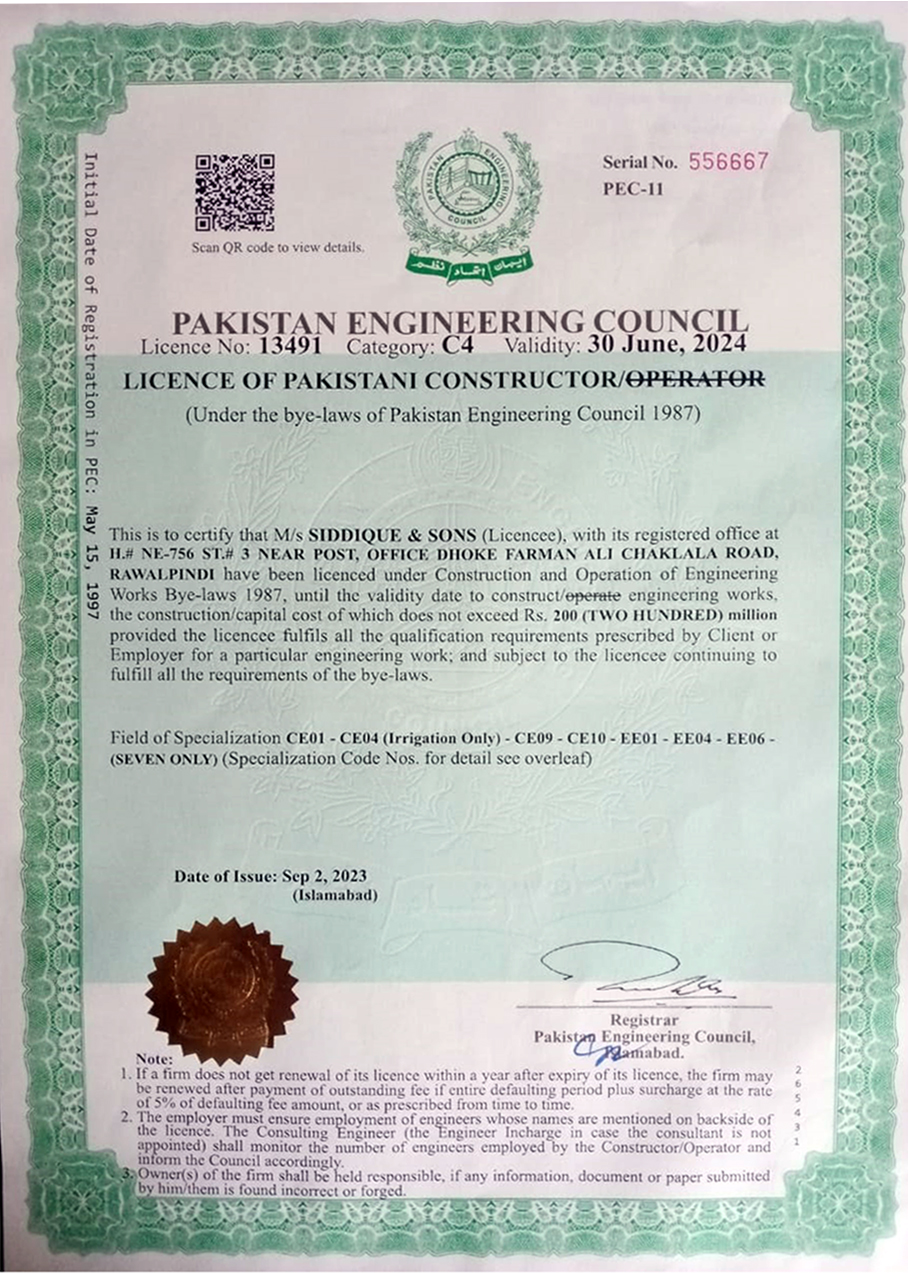 Scan QR code to view details.
PAKISTAN ENGINEERING COUNCIL
ایمان اتحاد نظم
Serial No. 556667
PEC-11
Initial Date of Registration in PEC: May 15, 1997
PAKISTAN ENGINEERING COUNCIL
Licence No: 13491 Category: C4 Validity: 30 June, 2024
LICENCE OF PAKISTANI CONSTRUCTOR/OPERATOR
(Under the bye-laws of Pakistan Engineering Council 1987)
This is to certify that M/s SIDDIQUE & SONS (Licencee), with its registered office at
H.# NE-756 ST.# 3 NEAR POST, OFFICE DHOKE FARMAN ALI CHAKLALA ROAD,
RAWALPINDI have been licenced under Construction and Operation of Engineering
Works Bye-laws 1987, until the validity date to construct/operate engineering works,
the construction/capital cost of which does not exceed Rs. 200 (TWO HUNDRED) million
provided the licencee fulfils all the qualification requirements prescribed by Client or
Employer for a particular engineering work; and subject to the licencee continuing to
fulfill all the requirements of the bye-laws.
Field of Specialization CE01 - CE04 (Irrigation Only) - CE09 - CE10 - EE01 - EE04 - EE06 -
(SEVEN ONLY) (Specialization Code Nos. for detail see overleaf)
Date of Issue: Sep 2, 2023
(Islamabad)
Registrar
Pakistan Engineering Council,
Islamabad.
Note:
1. If a firm does not get renewal of its licence within a year after expiry of its licence, the firm may
be renewed after payment of outstanding fee if entire defaulting period plus surcharge at the rate
of 5% of defaulting fee amount, or as prescribed from time to time.
2. The employer must ensure employment of engineers whose names are mentioned on backside of
the licence. The Consulting Engineer (the Engineer Incharge in case the consultant is not
appointed) shall monitor the number of engineers employed by the Constructor/Operator and
inform the Council accordingly.
3. Owner(s) of the firm shall be held responsible, if any information, document or paper submitted
by him/them is found incorrect or forged.
265431